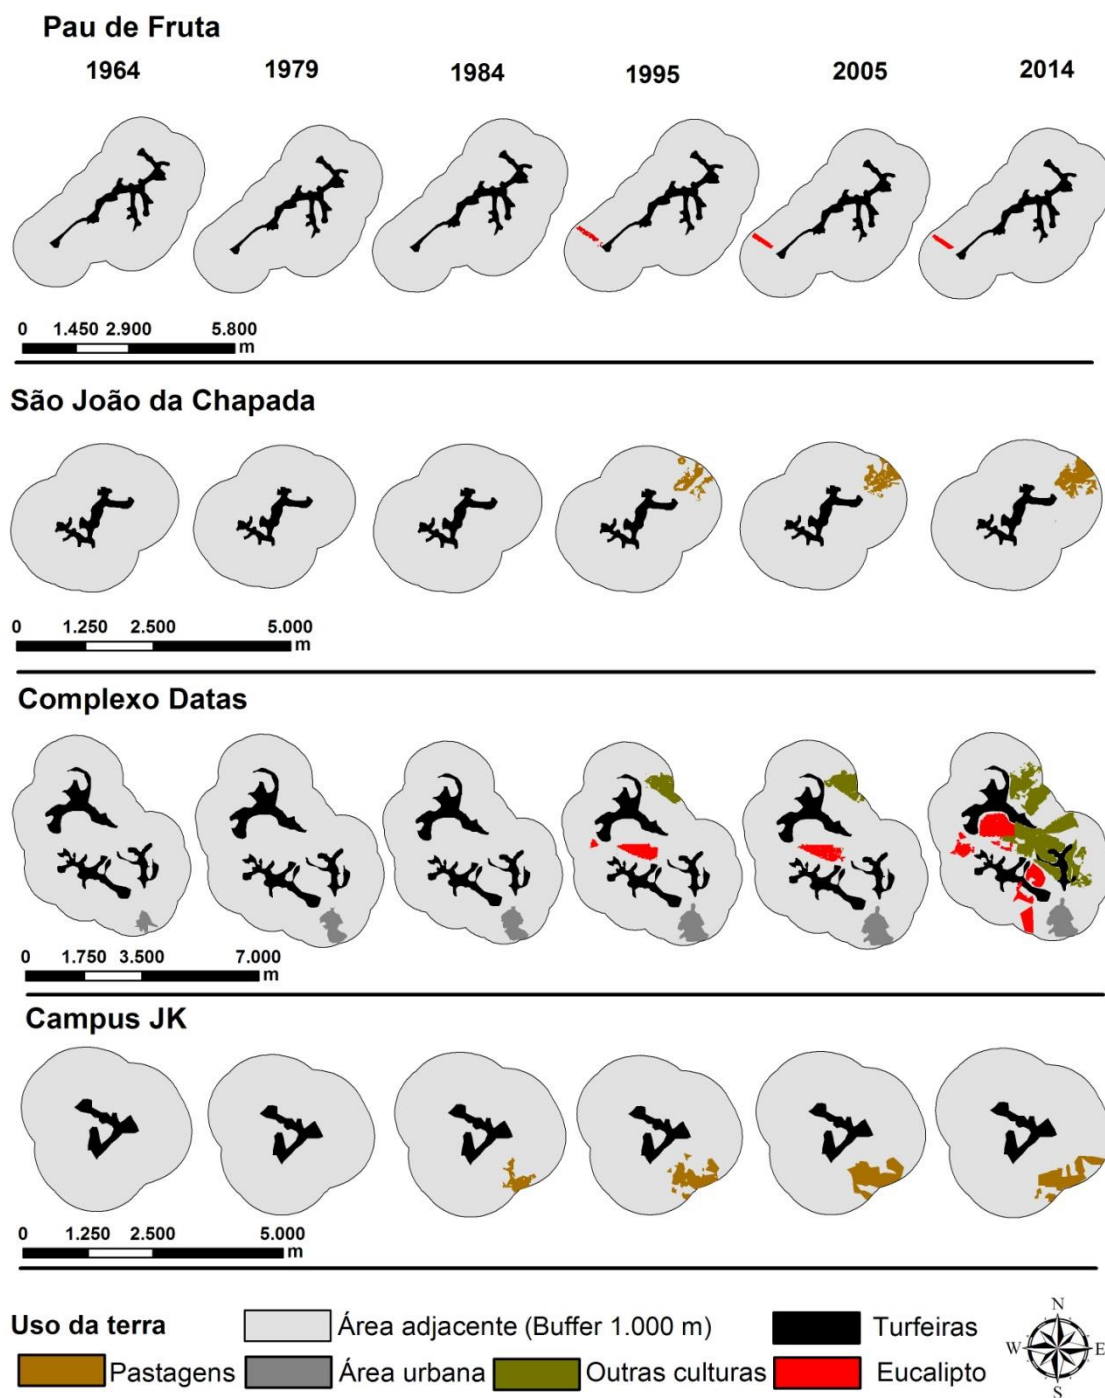 Pau de Fruta
1964 1979 1984 1995 2005 2014
0 1.450 2.900 5.800
m
São João da Chapada
0 1.250 2.500 5.000
m
Complexo Datas
0 1.750 3.500 7.000
m
Campus JK
0 1.250 2.500 5.000
m
Uso da terra Área adjacente (Buffer 1.000 m) Turfeiras
Pastagens Área urbana Outras culturas Eucalipto
N
W E
S